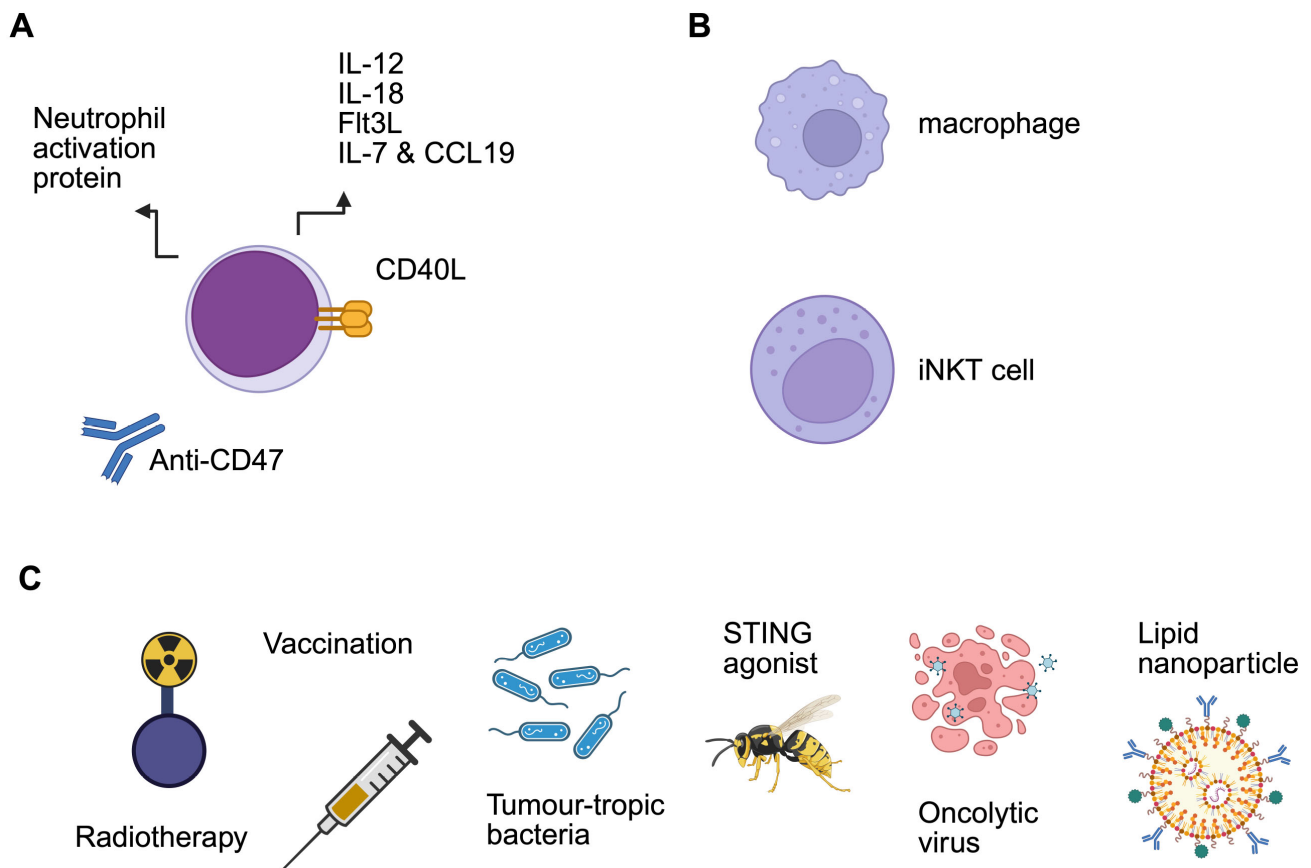 A
Neutrophil
activation
protein
IL-12
IL-18
Flt3L
IL-7 & CCL19
CD40L
Anti-CD47
B
macrophage
iNKT cell
C
Radiotherapy
Vaccination
Tumour-tropic
bacteria
STING
agonist
Oncolytic
virus
Lipid
nanoparticle